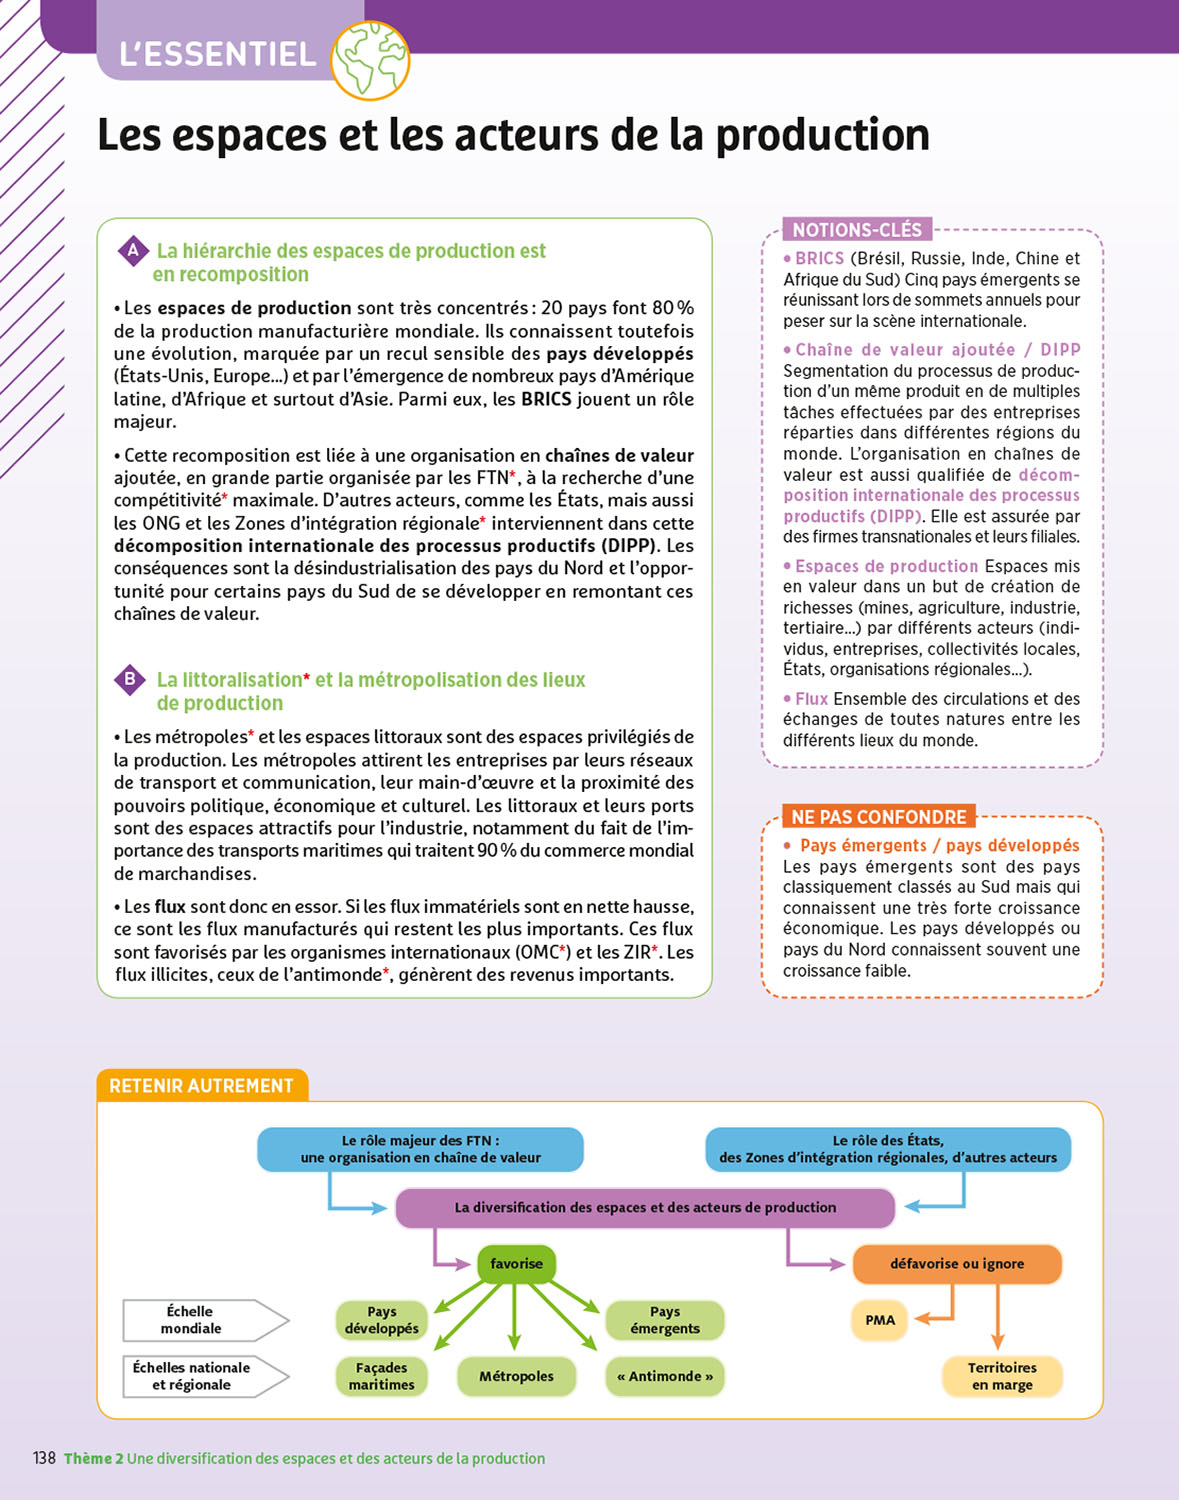 L'ESSENTIEL
Les espaces et les acteurs de la production
A La hiérarchie des espaces de production est
en recomposition
• Les espaces de production sont très concentrés : 20 pays font 80 %
de la production manufacturière mondiale. Ils connaissent toutefois
une évolution, marquée par un recul sensible des pays développés
(États-Unis, Europe...) et par l'émergence de nombreux pays d'Amérique
latine, d'Afrique et surtout d'Asie. Parmi eux, les BRICS jouent un rôle
majeur.
• Cette recomposition est liée à une organisation en chaînes de valeur
ajoutée, en grande partie organisée par les FTN*, à la recherche d'une
compétitivité* maximale. D'autres acteurs, comme les États, mais aussi
les ONG et les Zones d'intégration régionale* interviennent dans cette
décomposition internationale des processus productifs (DIPP). Les
conséquences sont la désindustrialisation des pays du Nord et l'oppor-
tunité pour certains pays du Sud de se développer en remontant ces
chaînes de valeur.
B La littoralisation* et la métropolisation des lieux
de production
• Les métropoles* et les espaces littoraux sont des espaces privilégiés de
la production. Les métropoles attirent les entreprises par leurs réseaux
de transport et communication, leur main-d'œuvre et la proximité des
pouvoirs politique, économique et culturel. Les littoraux et leurs ports
sont des espaces attractifs pour l'industrie, notamment du fait de l'im-
portance des transports maritimes qui traitent 90 % du commerce mondial
de marchandises.
• Les flux sont donc en essor. Si les flux immatériels sont en nette hausse,
ce sont les flux manufacturés qui restent les plus importants. Ces flux
sont favorisés par les organismes internationaux (OMC*) et les ZIR*. Les
flux illicites, ceux de l'antimonde*, génèrent des revenus importants.
NOTIONS-CLÉS
• BRICS (Brésil, Russie, Inde, Chine et
Afrique du Sud) Cinq pays émergents se
réunissant lors de sommets annuels pour
peser sur la scène internationale.
• Chaîne de valeur ajoutée / DIPP
Segmentation du processus de produc-
tion d'un même produit en de multiples
tâches effectuées par des entreprises
réparties dans différentes régions du
monde. L'organisation en chaînes de
valeur est aussi qualifiée de décom-
position internationale des processus
productifs (DIPP). Elle est assurée par
des firmes transnationales et leurs filiales.
• Espaces de production Espaces mis
en valeur dans un but de création de
richesses (mines, agriculture, industrie,
tertiaire...) par différents acteurs (indi-
vidus, entreprises, collectivités locales,
États, organisations régionales...).
• Flux Ensemble des circulations et des
échanges de toutes natures entre les
différents lieux du monde.
NE PAS CONFONDRE
• Pays émergents / pays développés
Les pays émergents sont des pays
classiquement classés au Sud mais qui
connaissent une très forte croissance
économique. Les pays développés ou
pays du Nord connaissent souvent une
croissance faible.
RETENIR AUTREMENT
Le rôle majeur des FTN :
une organisation en chaîne de valeur
Le rôle des États,
des Zones d'intégration régionales, d'autres acteurs
La diversification des espaces et des acteurs de production
favorise
défavorise ou ignore
Échelle
mondiale
Pays
développés
Pays
émergents
PMA
Échelles nationale
et régionale
Façades
maritimes
Métropoles
« Antimonde »
Territoires
en marge
138 Thème 2 Une diversification des espaces et des acteurs de la production